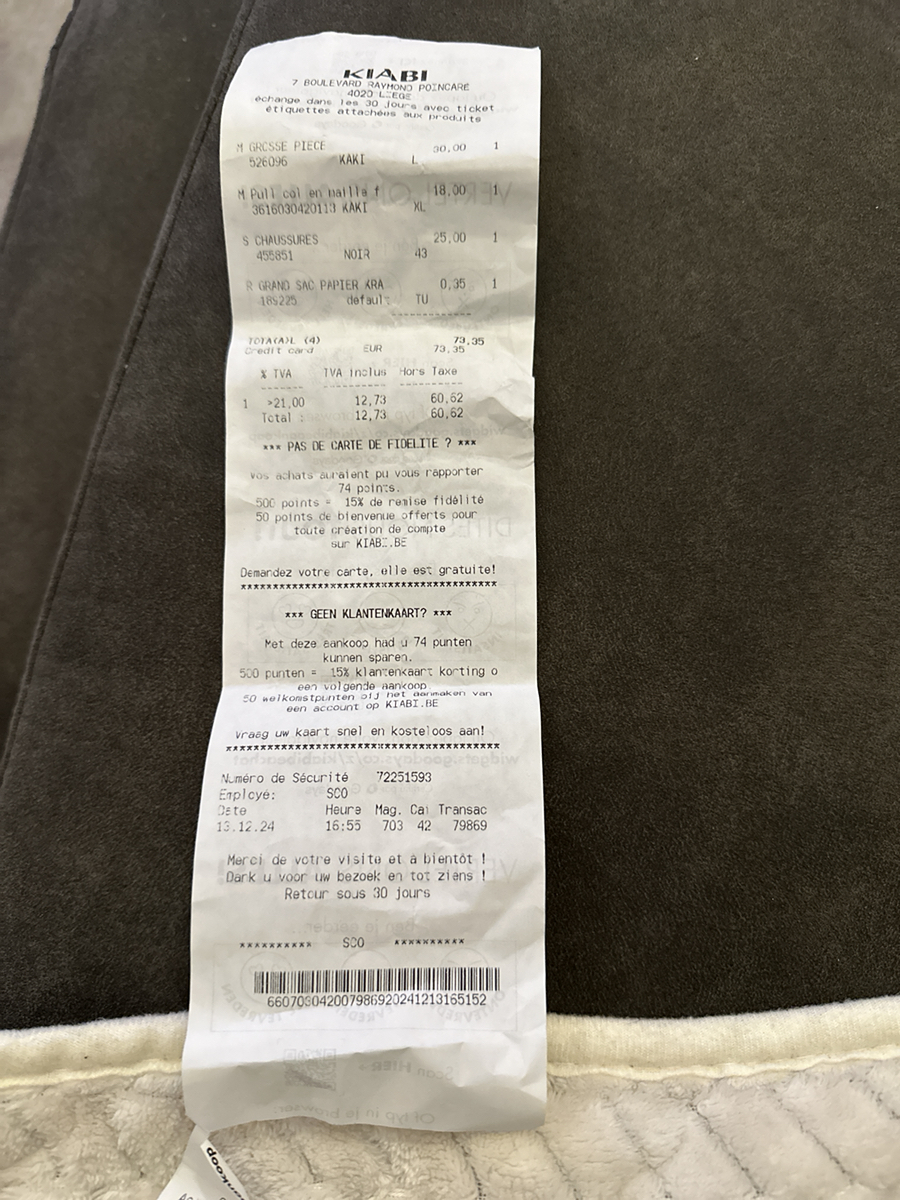 KIABI
7 BOULEVARD RAYMOND POINCARE
4020 LIEGE
échange dans les 30 jours avec ticket
étiquettes attachées aux produits
M GROSSE PIECE 30,00 1
526096 KAKI L
M Pull col en maille f 18,00 1
3616030420113 KAKI XL
S CHAUSSURES 25,00 1
455851 NOIR 43
R GRAND SAC PAPIER KRA 0,35 1
185225 default TU
------------
TOTA(A)L (4) 73,35
Credit card EUR 73,35
% TVA TVA Inclus Hors Taxe
------- --------- ---------
1 >21,00 12,73 60,62
Total : 12,73 60,62
*** PAS DE CARTE DE FIDELITE ? ***
Vos achats auraient pu vous rapporter
74 points.
500 points = 15% de remise fidélité
50 points de bienvenue offerts pour
toute création de compte
sur KIABI.BE
Demandez votre carte, elle est gratuite!
****************************************
*** GEEN KLANTENKAART? ***
Met deze aankoop had u 74 punten
kunnen sparen.
500 punten = 15% klantenkaart korting o
een volgende aankoop
50 welkomstpunten bij het aanmaken van
een account op KIABI.BE
Vraag uw kaart snel en kosteloos aan!
****************************************
Numéro de Sécurité 72251593
Employé: SCO
Date Heure Mag. Cai Transac
13.12.24 16:55 703 42 79869
Merci de votre visite et à bientôt !
Dank u voor uw bezoek en tot ziens !
Retour sous 30 jours
********** SCO **********
660703042007986920241213165152